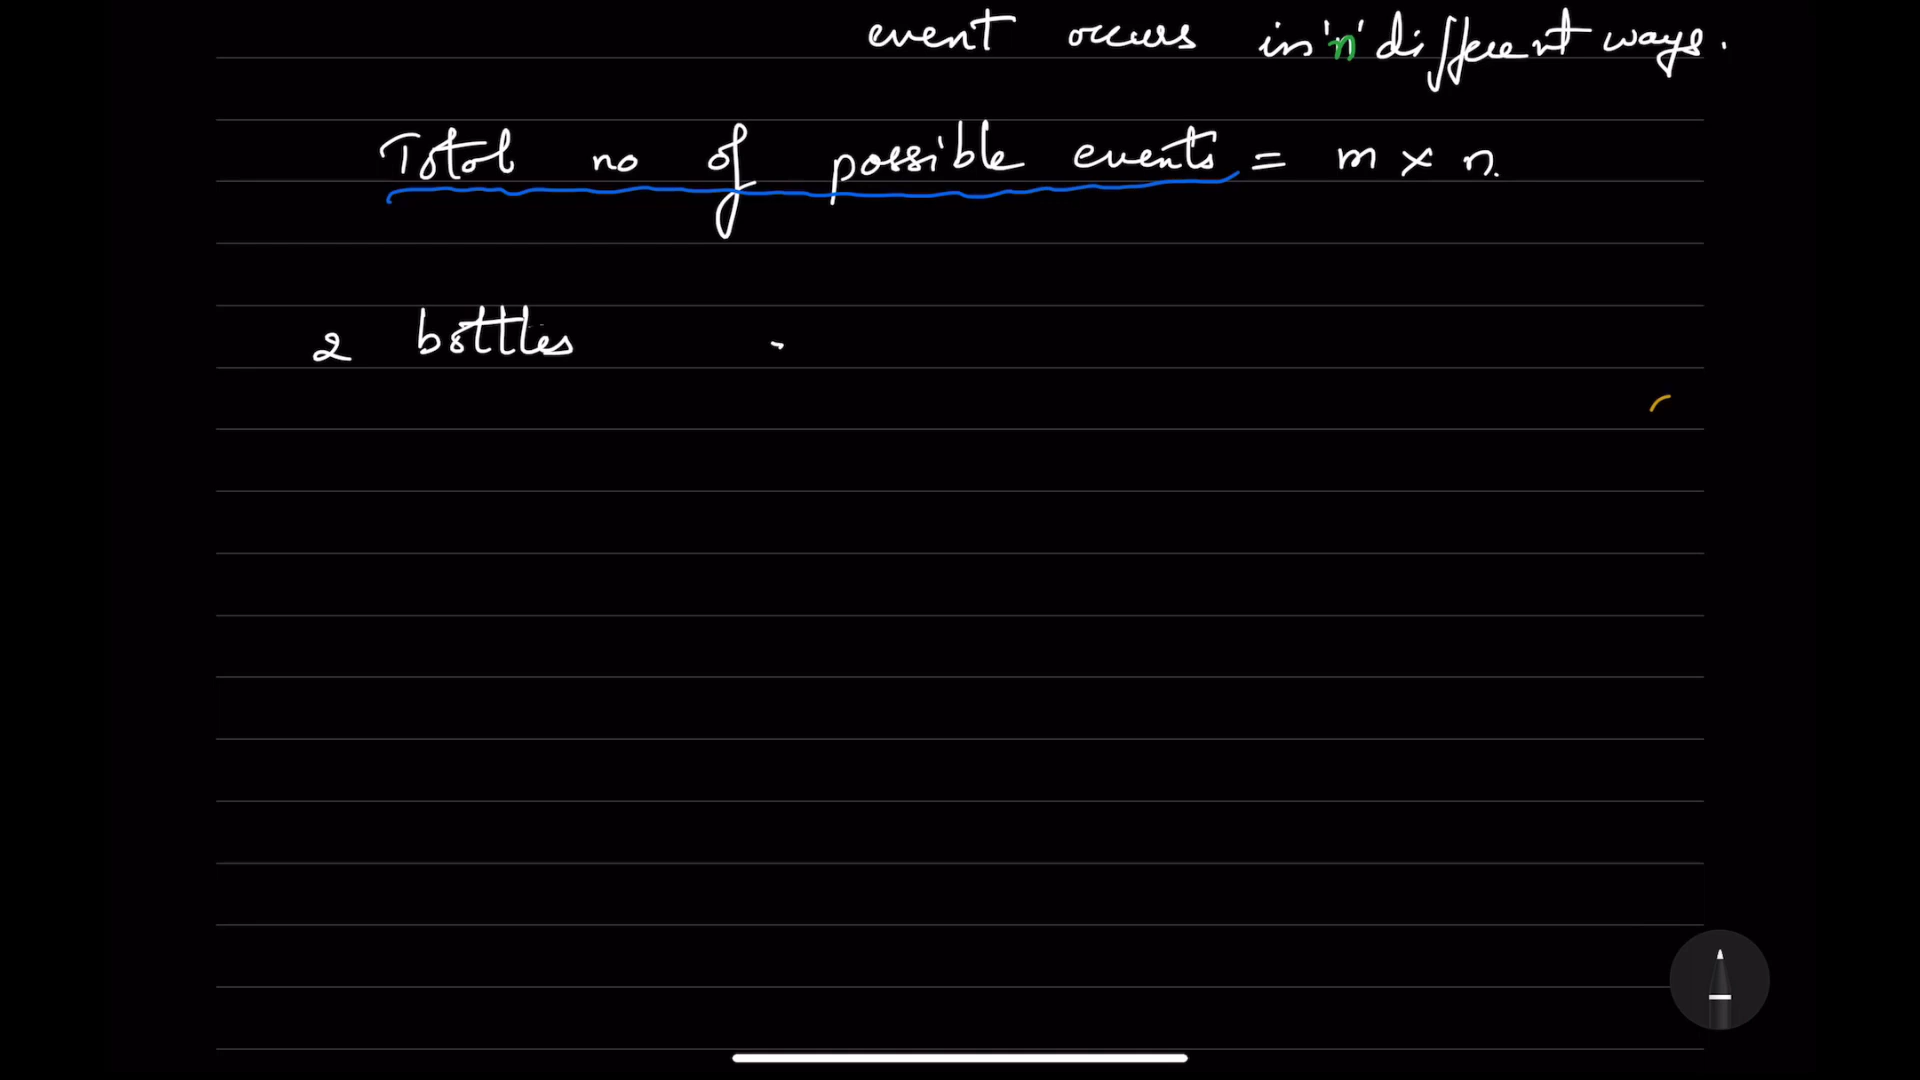 event occurs in 'n' different ways.
Total no of possible events = m × n.
2 bottles -